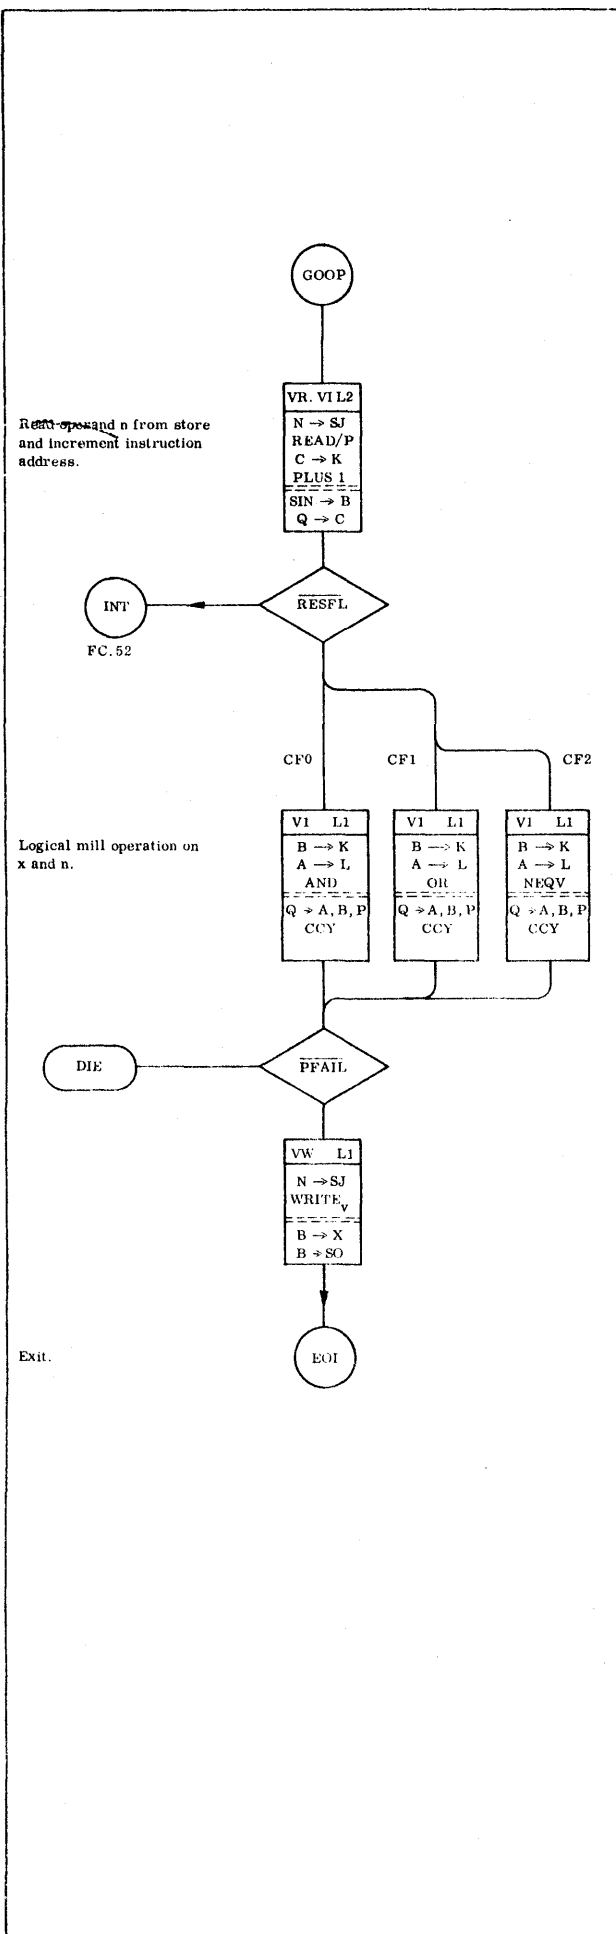 GOOP
VR. VI L2
N → SJ
READ/P
C → K
PLUS 1
SIN → B
Q → C
Read operand n from store
and increment instruction
address.
RESFL
INT
FC.52
CF0
CF1
CF2
Logical mill operation on
x and n.
V1 L1
B → K
A → L
AND
Q → A, B, P
CCY
V1 L1
B → K
A → L
OR
Q → A, B, P
CCY
V1 L1
B → K
A → L
NEQV
Q → A, B, P
CCY
DIE
PFAIL
VW L1
N → SJ
WRITE V
B → X
B → SO
Exit.
EOI